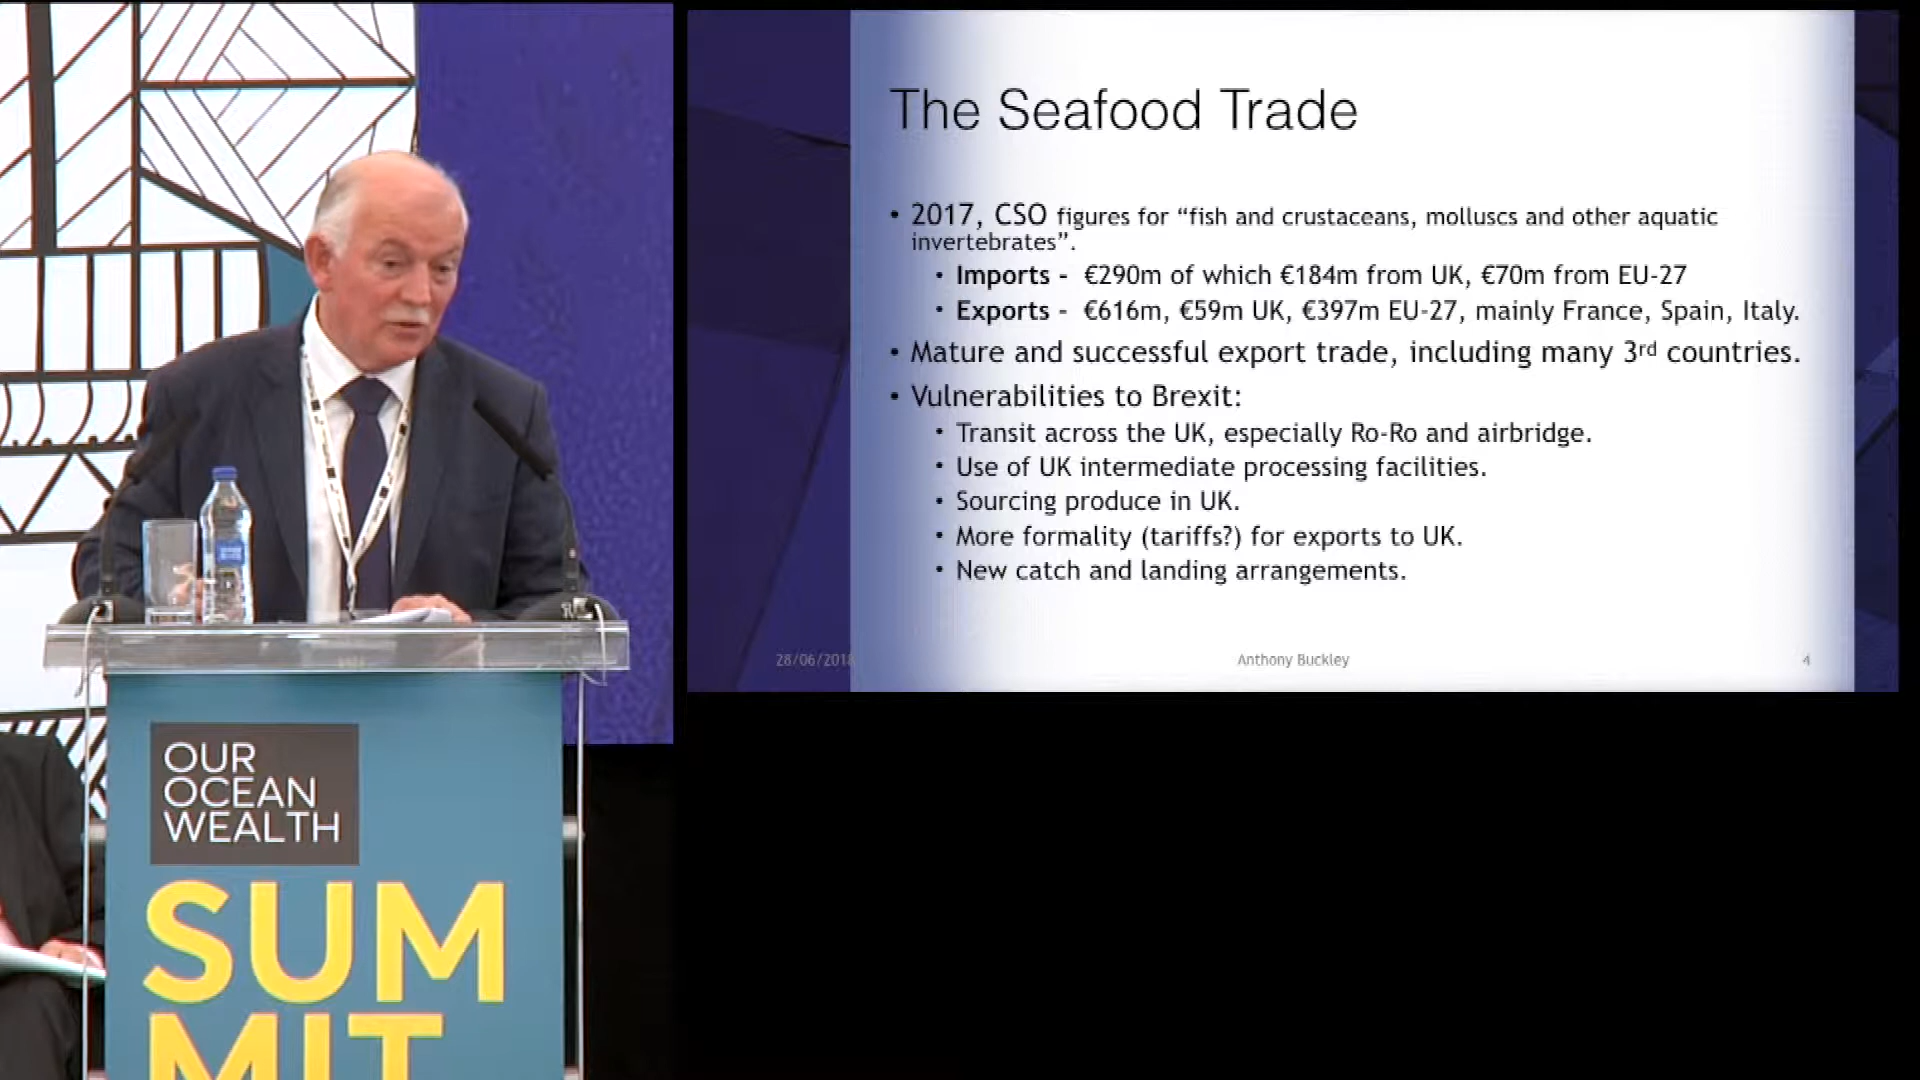 The Seafood Trade
• 2017, CSO figures for “fish and crustaceans, molluscs and other aquatic
invertebrates”.
• Imports - €290m of which €184m from UK, €70m from EU-27
• Exports - €616m, €59m UK, €397m EU-27, mainly France, Spain, Italy.
• Mature and successful export trade, including many 3rd countries.
• Vulnerabilities to Brexit:
• Transit across the UK, especially Ro-Ro and airbridge.
• Use of UK intermediate processing facilities.
• Sourcing produce in UK.
• More formality (tariffs?) for exports to UK.
• New catch and landing arrangements.
28/06/2018
Anthony Buckley
4
OUR
OCEAN
WEALTH
SUM
MIT